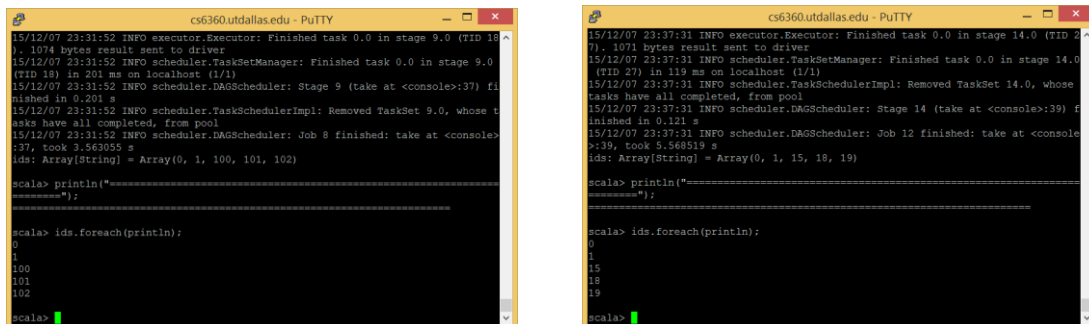 cs6360.utdallas.edu - PuTTY
15/12/07 23:31:52 INFO executor.Executor: Finished task 0.0 in stage 9.0 (TID 18
). 1074 bytes result sent to driver
15/12/07 23:31:52 INFO scheduler.TaskSetManager: Finished task 0.0 in stage 9.0
(TID 18) in 201 ms on localhost (1/1)
15/12/07 23:31:52 INFO scheduler.DAGScheduler: Stage 9 (take at <console>:37) fi
nished in 0.201 s
15/12/07 23:31:52 INFO scheduler.TaskSchedulerImpl: Removed TaskSet 9.0, whose t
asks have all completed, from pool
15/12/07 23:31:52 INFO scheduler.DAGScheduler: Job 8 finished: take at <console>
:37, took 3.563055 s
ids: Array[String] = Array(0, 1, 100, 101, 102)
scala> println("=================================================================
========");
=========================================================================
scala> ids.foreach(println);
0
1
100
101
102
scala>
cs6360.utdallas.edu - PuTTY
15/12/07 23:37:31 INFO executor.Executor: Finished task 0.0 in stage 14.0 (TID 2
7). 1071 bytes result sent to driver
15/12/07 23:37:31 INFO scheduler.TaskSetManager: Finished task 0.0 in stage 14.0
(TID 27) in 119 ms on localhost (1/1)
15/12/07 23:37:31 INFO scheduler.TaskSchedulerImpl: Removed TaskSet 14.0, whose
tasks have all completed, from pool
15/12/07 23:37:31 INFO scheduler.DAGScheduler: Stage 14 (take at <console>:39) f
inished in 0.121 s
15/12/07 23:37:31 INFO scheduler.DAGScheduler: Job 12 finished: take at <console
>:39, took 5.568519 s
ids: Array[String] = Array(0, 1, 15, 18, 19)
scala> println("=================================================================
========");
=========================================================================
scala> ids.foreach(println);
0
1
15
18
19
scala>